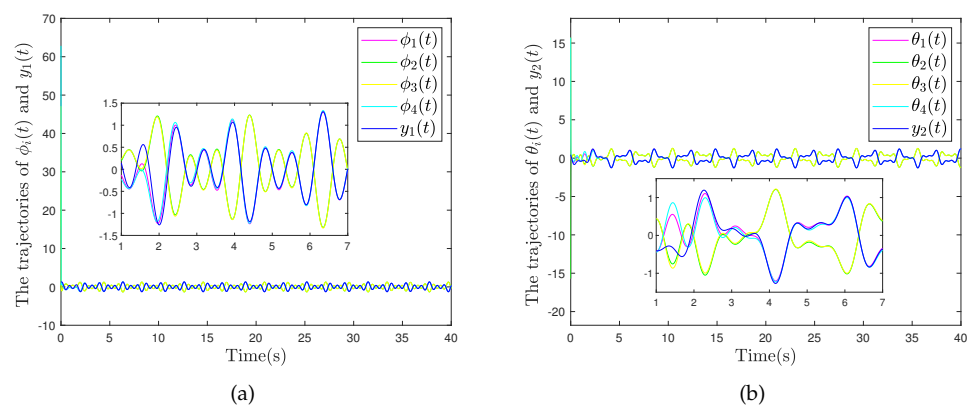 The trajectories of ϕi(t) and y1(t)
70
60
50
40
30
20
10
0
-10
0 5 10 15 20 25 30 35 40
Time(s)
ϕ1(t)
ϕ2(t)
ϕ3(t)
ϕ4(t)
y1(t)
1.5
1
0.5
0
-0.5
-1
-1.5
1 2 3 4 5 6 7
(a)
The trajectories of θi(t) and y2(t)
15
10
5
0
-5
-10
-15
-20
0 5 10 15 20 25 30 35 40
Time(s)
θ1(t)
θ2(t)
θ3(t)
θ4(t)
y2(t)
1
0
-1
1 2 3 4 5 6 7
(b)